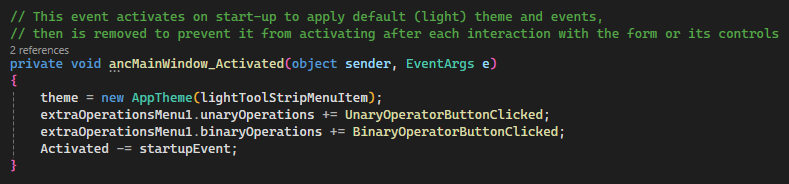 // This event activates on start-up to apply default (light) theme and events,
// then is removed to prevent it from activating after each interaction with the form or its controls
2 references
private void ancMainWindow_Activated(object sender, EventArgs e)
{
    theme = new AppTheme(lightToolStripMenuItem);
    extraOperationsMenu1.unaryOperations += UnaryOperatorButtonClicked;
    extraOperationsMenu1.binaryOperations += BinaryOperatorButtonClicked;
    Activated -= startupEvent;
}